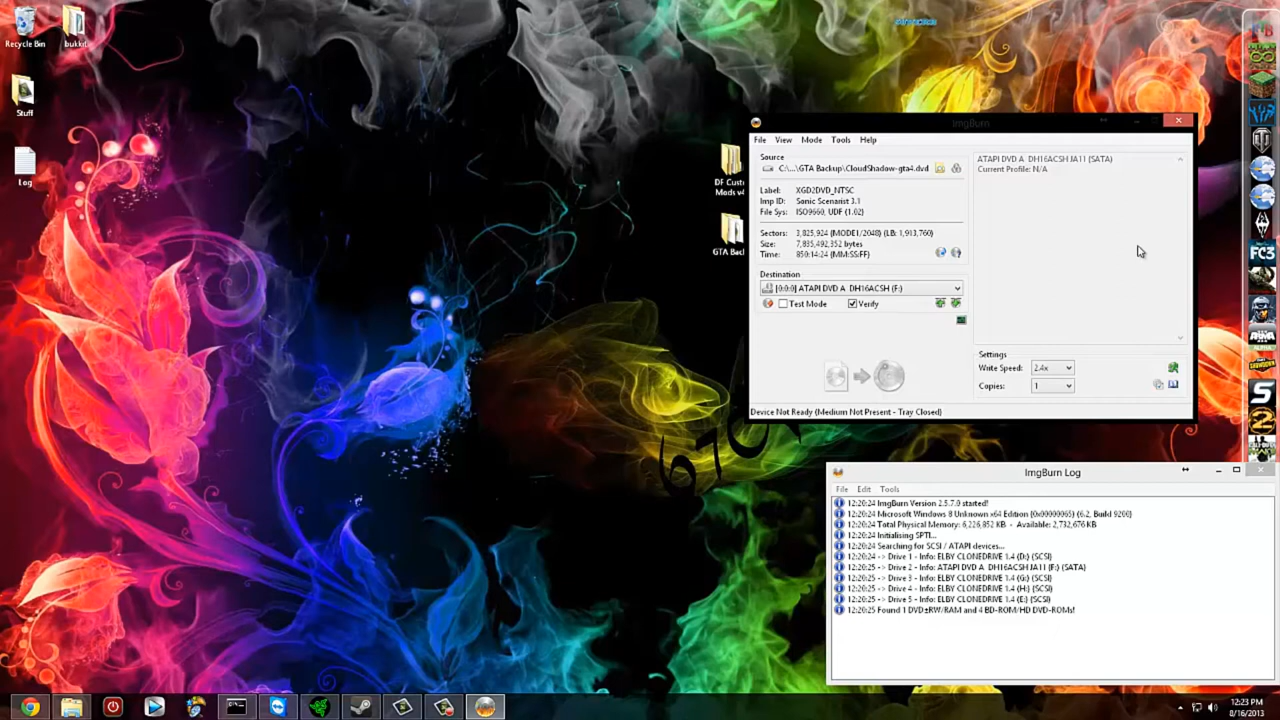 Recycle Bin
bukkit
Stuff
Log
DF Cust
Mods v4
GTA Bac
ImgBurn
File View Mode Tools Help
Source
C:\...\GTA Backup\CloudShadow-gta4.dvd
Label: XGD2DVD_NTSC
Imp ID: Sonic Scenarist 3.1
File Sys: ISO9660, UDF (1.02)
Sectors: 3,825,924 (MODE1/2048) (LB: 1,913,760)
Size: 7,835,492,352 bytes
Time: 850:14:24 (MM:SS:FF)
Destination
[0:0:0] ATAPI DVD A DH16ACSH (F:)
Test Mode Verify
ATAPI DVD A DH16ACSH JA11 (SATA)
Current Profile: N/A
Settings
Write Speed: 2.4x
Copies: 1
Device Not Ready (Medium Not Present - Tray Closed)
ImgBurn Log
File Edit Tools
12:20:24 ImgBurn Version 2.5.7.0 started!
12:20:24 Microsoft Windows 8 Unknown x64 Edition (0x00000065) (6.2, Build 9200)
12:20:24 Total Physical Memory: 6,226,852 KB - Available: 2,732,676 KB
12:20:24 Initialising SPTI...
12:20:24 Searching for SCSI / ATAPI devices...
12:20:25 -> Drive 1 - Info: ELBY CLONEDRIVE 1.4 (D:) (SCSI)
12:20:25 -> Drive 2 - Info: ATAPI DVD A DH16ACSH JA11 (F:) (SATA)
12:20:25 -> Drive 3 - Info: ELBY CLONEDRIVE 1.4 (G:) (SCSI)
12:20:25 -> Drive 4 - Info: ELBY CLONEDRIVE 1.4 (H:) (SCSI)
12:20:25 -> Drive 5 - Info: ELBY CLONEDRIVE 1.4 (E:) (SCSI)
12:20:25 Found 1 DVD±RW/RAM and 4 BD-ROM/HD DVD-ROMs!
FC3
12:23 PM
8/16/2013